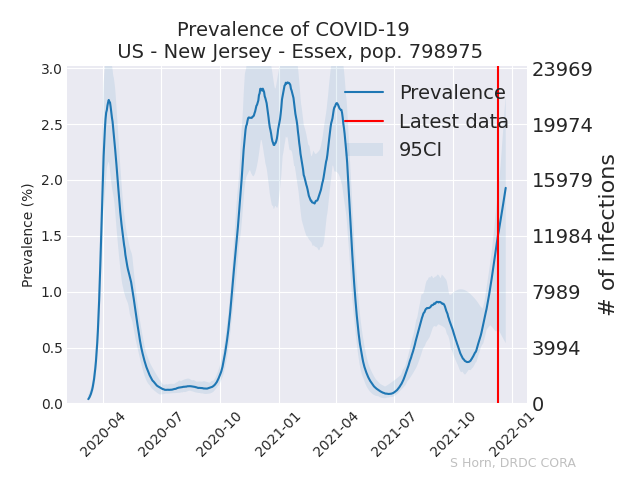 Prevalence of COVID-19
US - New Jersey - Essex, pop. 798975
Prevalence (%)
3.0
2.5
2.0
1.5
1.0
0.5
0.0
23969
19974
15979
11984
7989
3994
0
# of infections
Prevalence
Latest data
95CI
2020-04
2020-07
2020-10
2021-01
2021-04
2021-07
2021-10
2022-01
S Horn, DRDC CORA